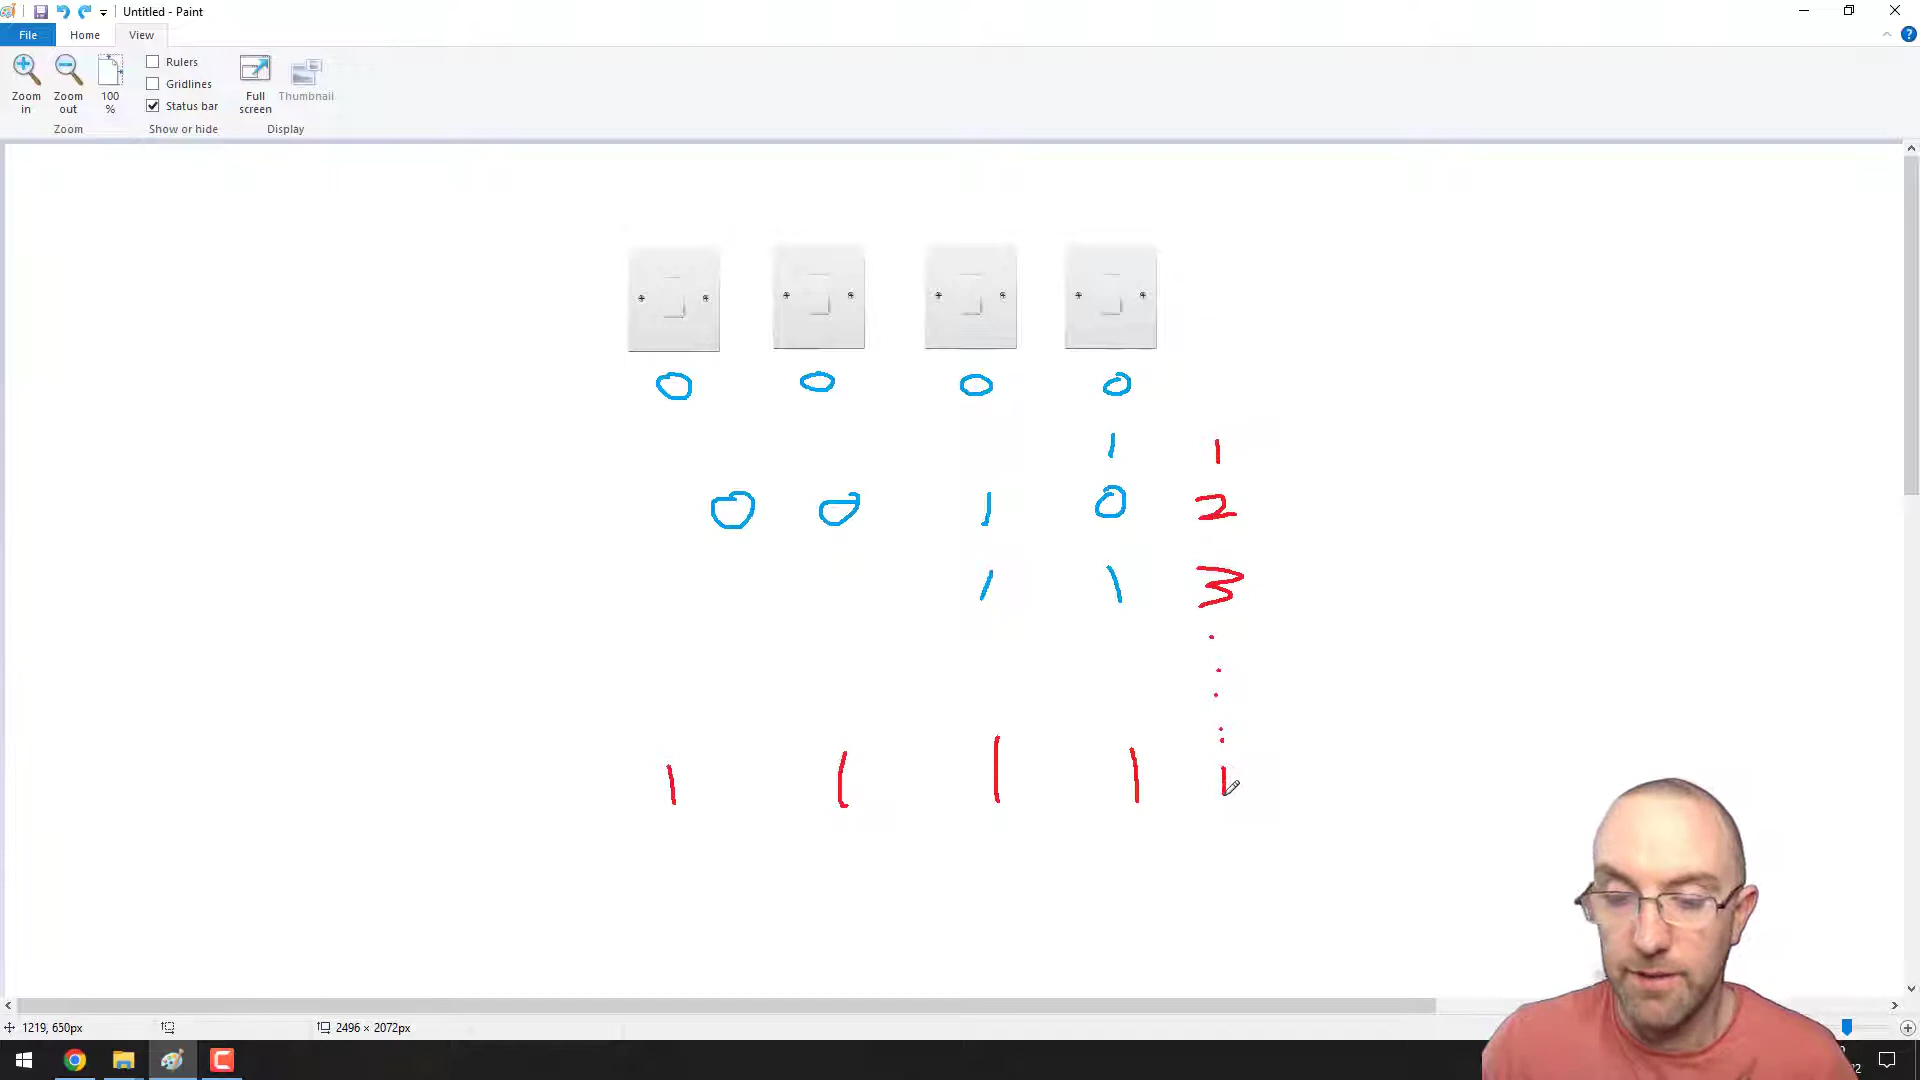 Untitled - Paint
File Home View
Zoom in
Zoom out
100 %
Rulers
Gridlines
Status bar
Full screen
Thumbnail
Zoom
Show or hide
Display
0 0 0 0
1 1
0 0 1 0 2
1 1 3
1 1 1 1 1
1219, 650px
2496 × 2072px